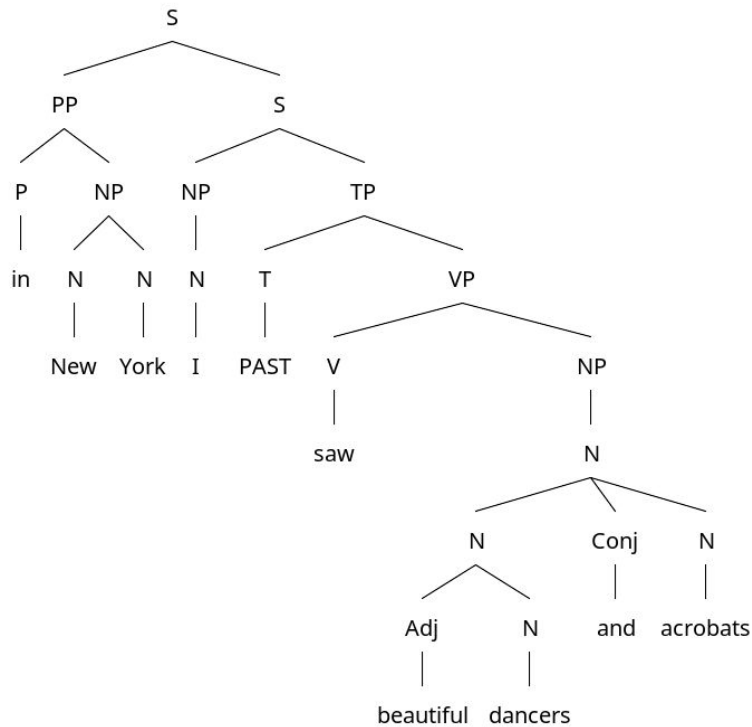 S
PP S
P NP NP TP
in N N N T VP
New York I PAST V NP
saw N
N Conj N
Adj N and acrobats
beautiful dancers